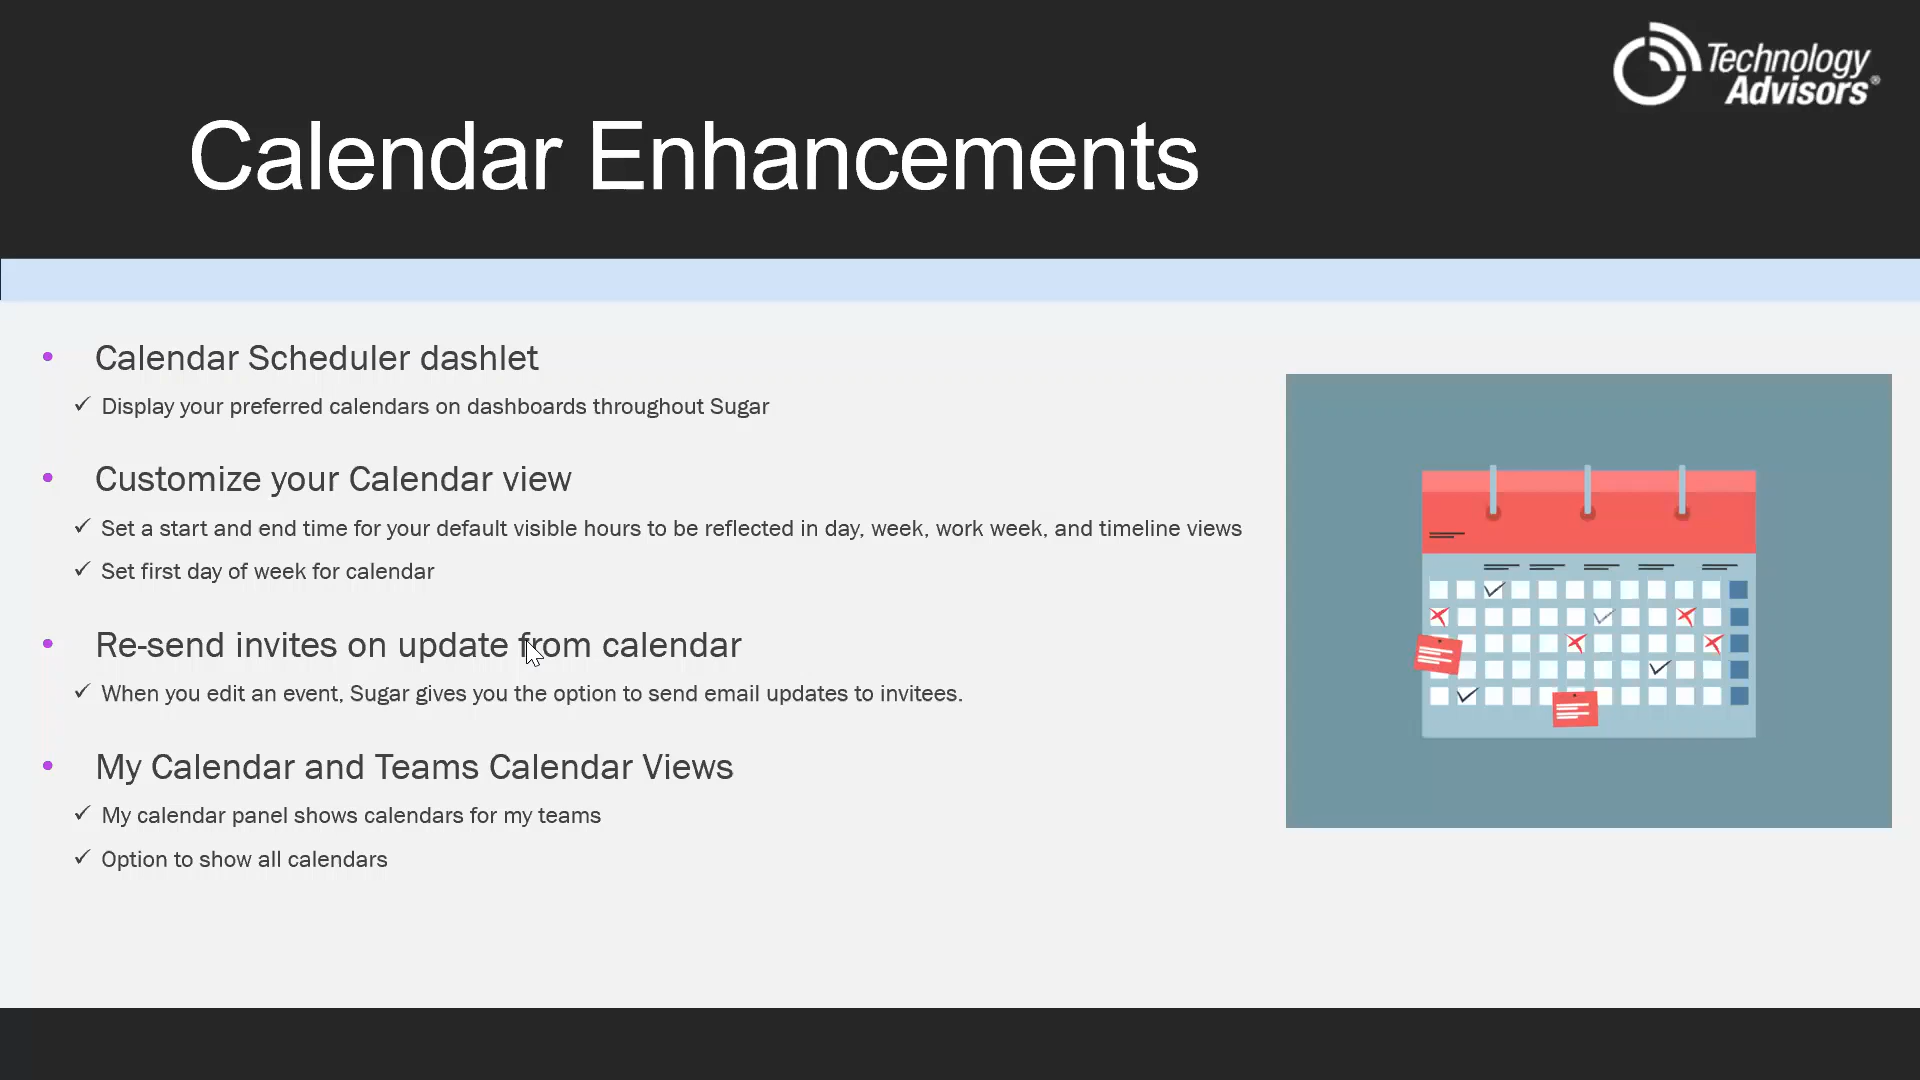 Technology
Advisors®
Calendar Enhancements
• Calendar Scheduler dashlet
✓ Display your preferred calendars on dashboards throughout Sugar
• Customize your Calendar view
✓ Set a start and end time for your default visible hours to be reflected in day, week, work week, and timeline views
✓ Set first day of week for calendar
• Re-send invites on update from calendar
✓ When you edit an event, Sugar gives you the option to send email updates to invitees.
• My Calendar and Teams Calendar Views
✓ My calendar panel shows calendars for my teams
✓ Option to show all calendars